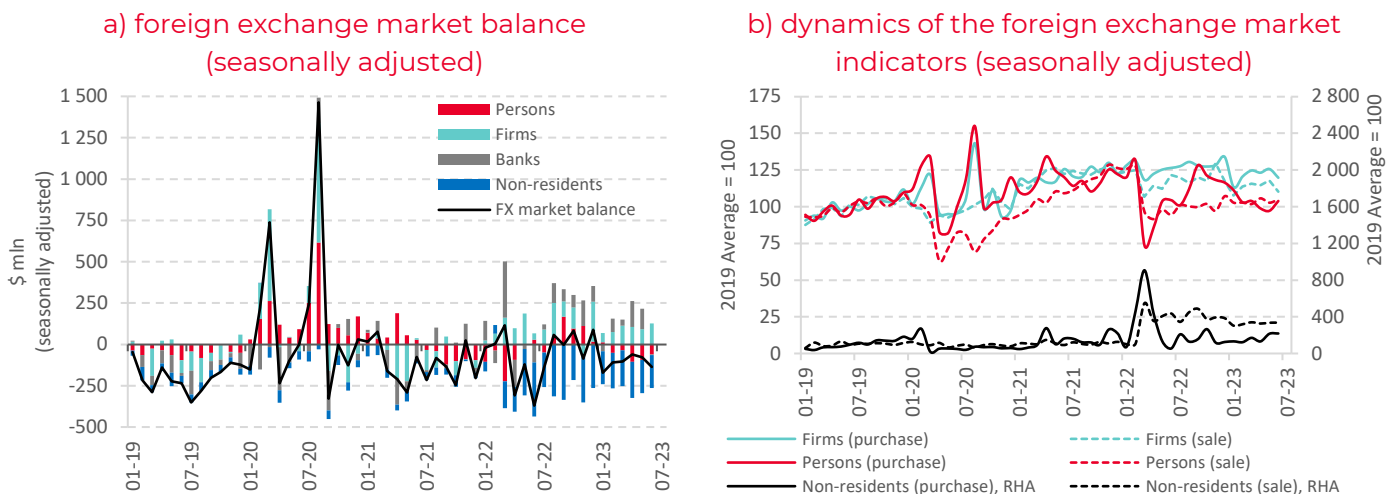 a) foreign exchange market balance
(seasonally adjusted)
$ mln
(seasonally adjusted)
1 500
1 250
1 000
750
500
250
0
-250
-500
Persons
Firms
Banks
Non-residents
FX market balance
01-19
07-19
01-20
07-20
01-21
07-21
01-22
07-22
01-23
07-23
b) dynamics of the foreign exchange market
indicators (seasonally adjusted)
2019 Average = 100
175
150
125
100
75
50
25
0
2 800
2 400
2 000
1 600
1 200
800
400
0
2019 Average = 100
01-19
07-19
01-20
07-20
01-21
07-21
01-22
07-22
01-23
07-23
Firms (purchase)
Firms (sale)
Persons (purchase)
Persons (sale)
Non-residents (purchase), RHA
Non-residents (sale), RHA